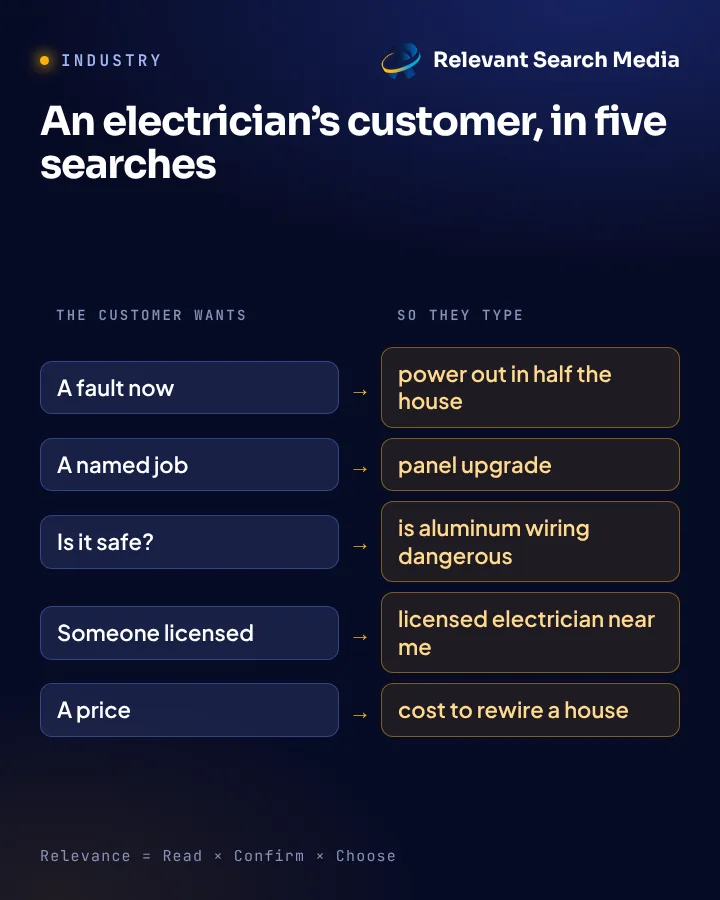 INDUSTRY
Relevant Search Media
An electrician’s customer, in five
searches
THE CUSTOMER WANTS
SO THEY TYPE
A fault now
→
power out in half the
house
A named job
→
panel upgrade
Is it safe?
→
is aluminum wiring
dangerous
Someone licensed
→
licensed electrician near
me
A price
→
cost to rewire a house
Relevance = Read × Confirm × Choose